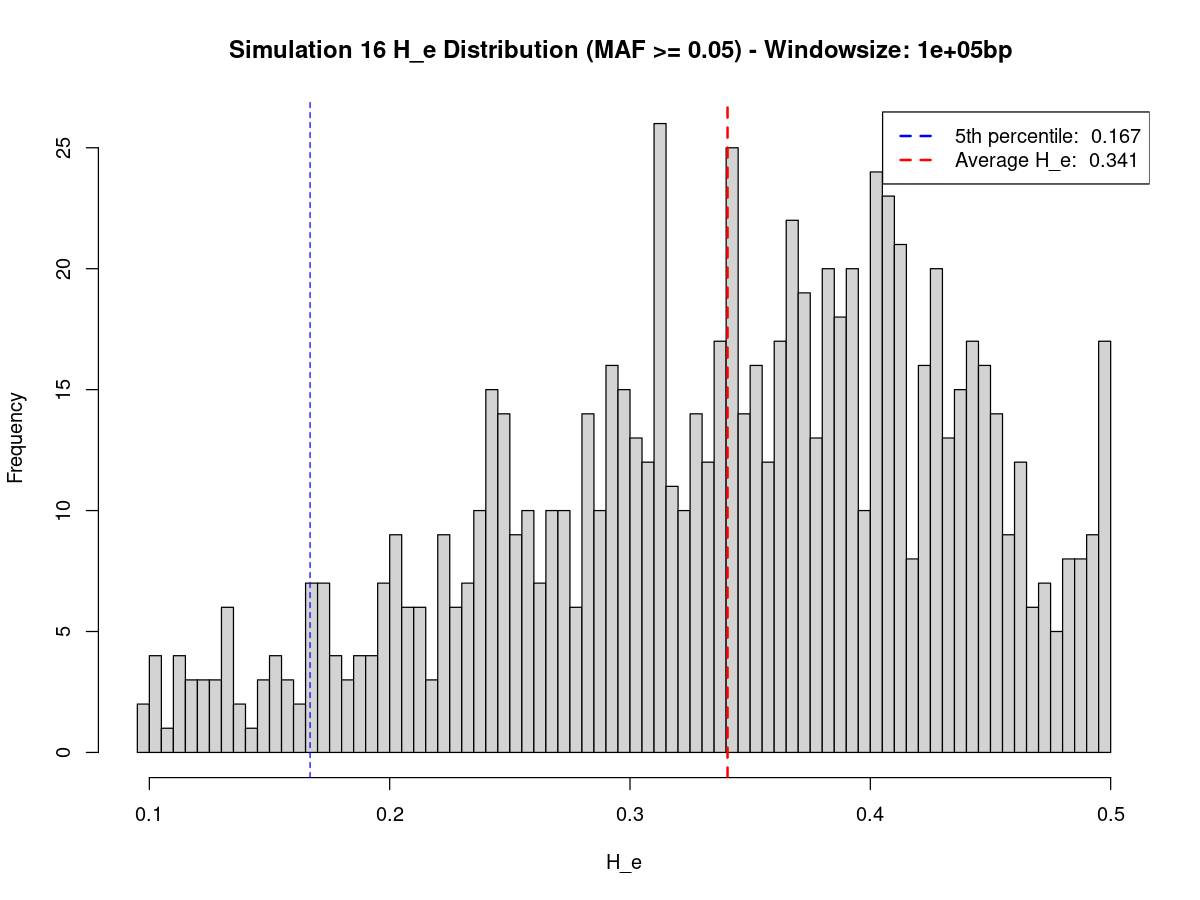 Simulation 16 H_e Distribution (MAF >= 0.05) - Windowsize: 1e+05bp
5th percentile:  0.167
Average H_e:  0.341
Frequency
25
20
15
10
5
0
0.1 0.2 0.3 0.4 0.5
H_e